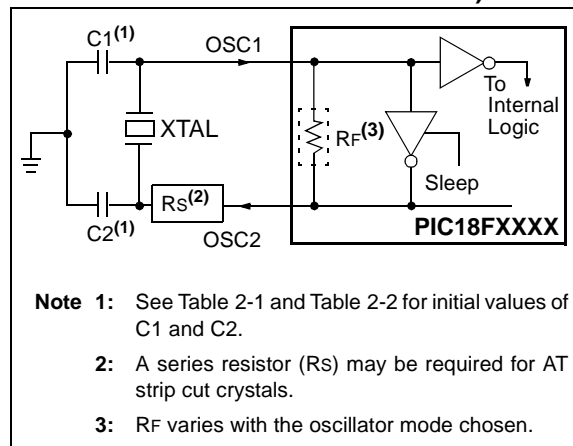 C1(1)
OSC1
To
Internal
Logic
XTAL
RF(3)
Sleep
C2(1)
RS(2)
OSC2
PIC18FXXXX
Note 1: See Table 2-1 and Table 2-2 for initial values of
C1 and C2.
2: A series resistor (RS) may be required for AT
strip cut crystals.
3: RF varies with the oscillator mode chosen.